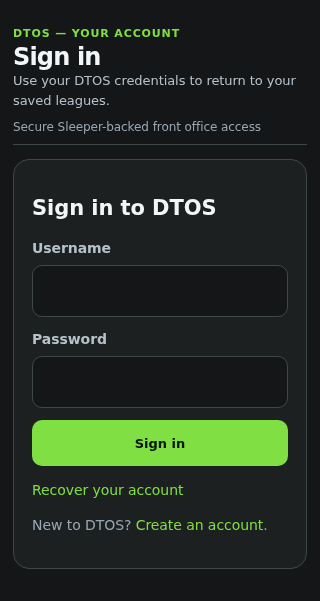 DTOS — YOUR ACCOUNT
Sign in
Use your DTOS credentials to return to your
saved leagues.
Secure Sleeper-backed front office access
Sign in to DTOS
Username
Password
Sign in
Recover your account
New to DTOS? Create an account.